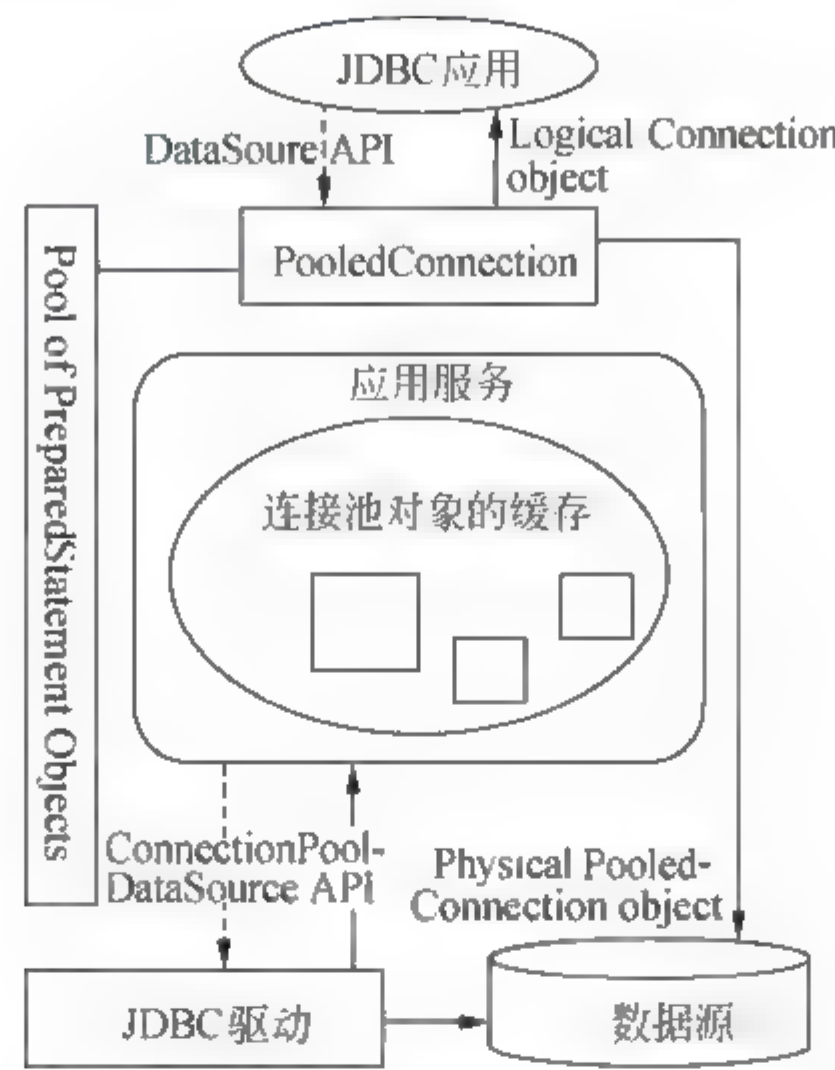 JDBC应用
DataSoure API
Logical Connection
object
PooledConnection
Pool of PreparedStatement Objects
应用服务
连接池对象的缓存
ConnectionPool-
DataSource API
Physical Pooled-
Connection object
JDBC驱动
数据源